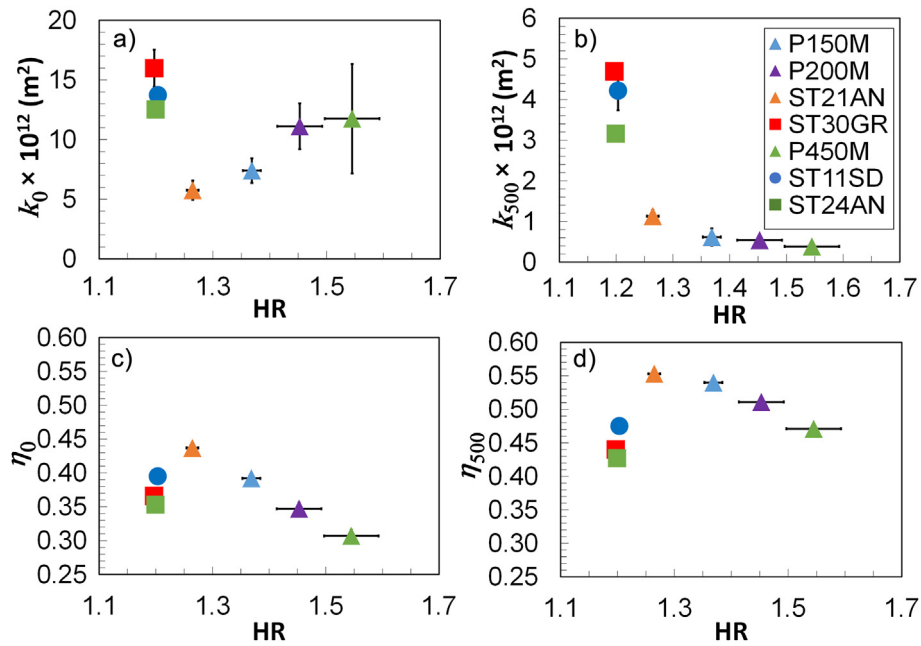 a)
20
15
10
5
0
k₀ × 10¹² (m²)
1.1 1.3 1.5 1.7
HR
b)
6
5
4
3
2
1
0
k₅₀₀ × 10¹² (m²)
1.1 1.2 1.3 1.4 1.5 1.6 1.7
HR
P150M
P200M
ST21AN
ST30GR
P450M
ST11SD
ST24AN
c)
0.60
0.55
0.50
0.45
0.40
0.35
0.30
0.25
η₀
1.1 1.3 1.5 1.7
HR
d)
0.60
0.55
0.50
0.45
0.40
0.35
0.30
0.25
η₅₀₀
1.1 1.3 1.5 1.7
HR